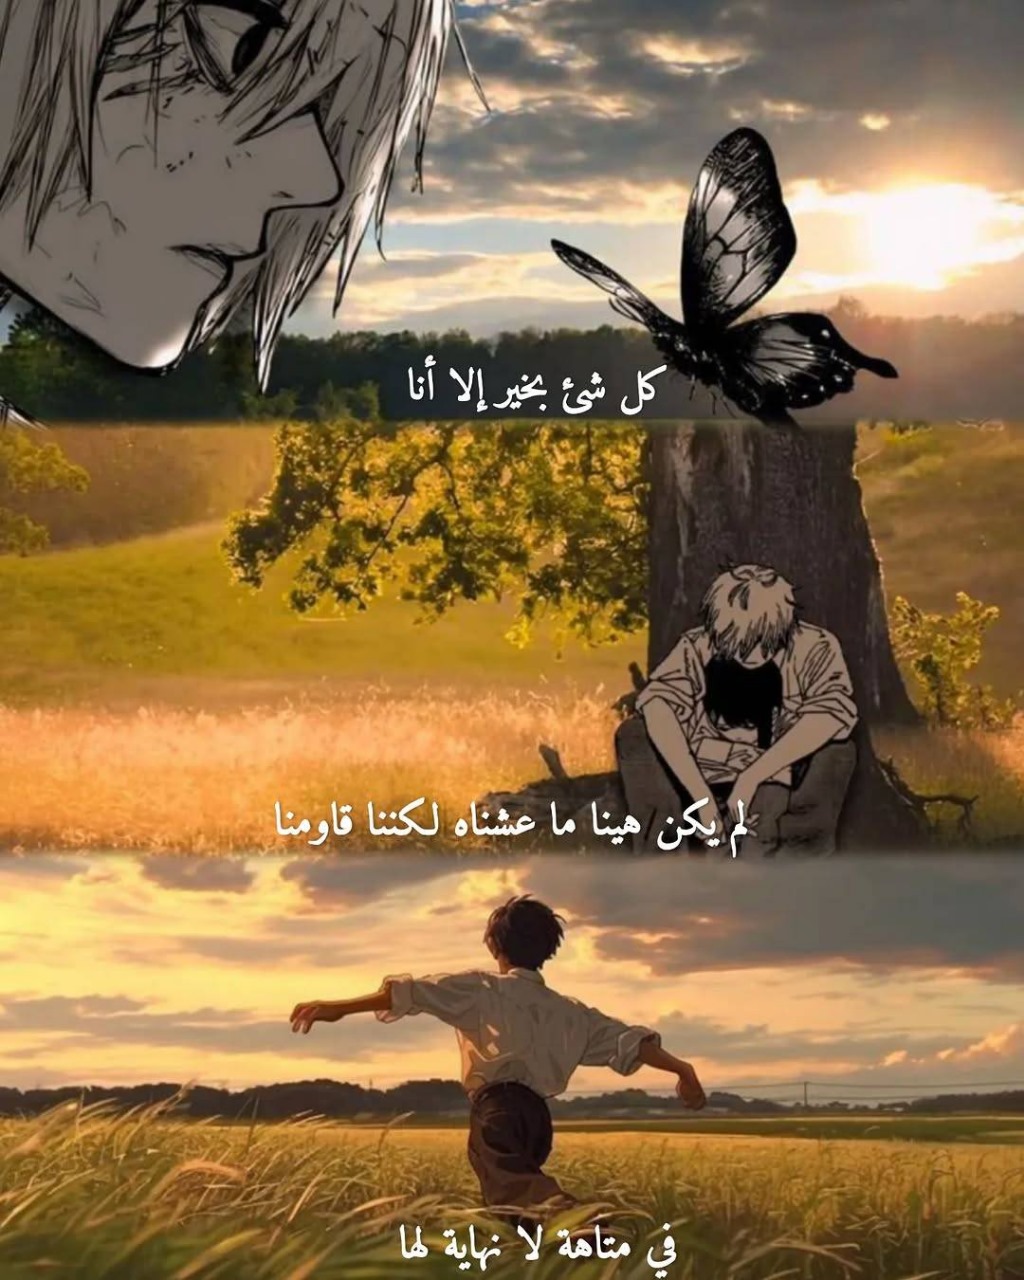 كل شئ بخير إلا أنا
لم يكن هينا ما عشناه لكننا قاومنا
في متاهة لا نهاية لها